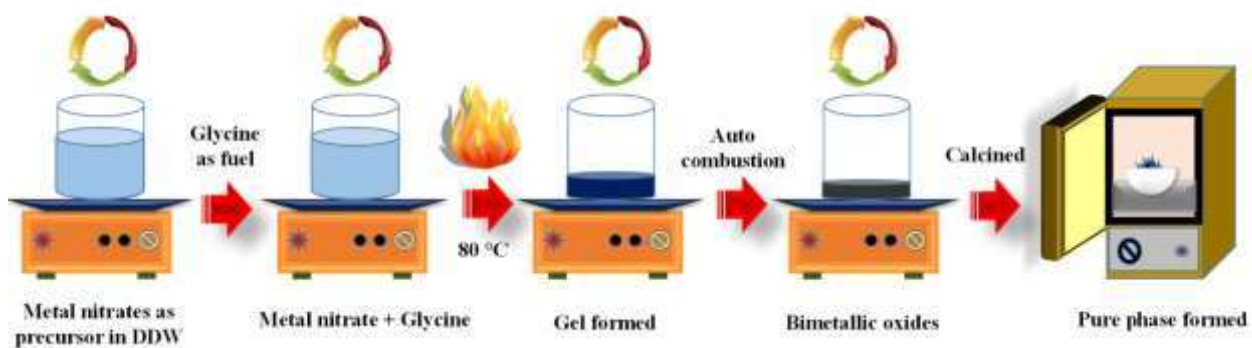 Glycine
as fuel
80 °C
Auto
combustion
Calcined
Metal nitrates as
precursor in DDW
Metal nitrate + Glycine
Gel formed
Bimetallic oxides
Pure phase formed